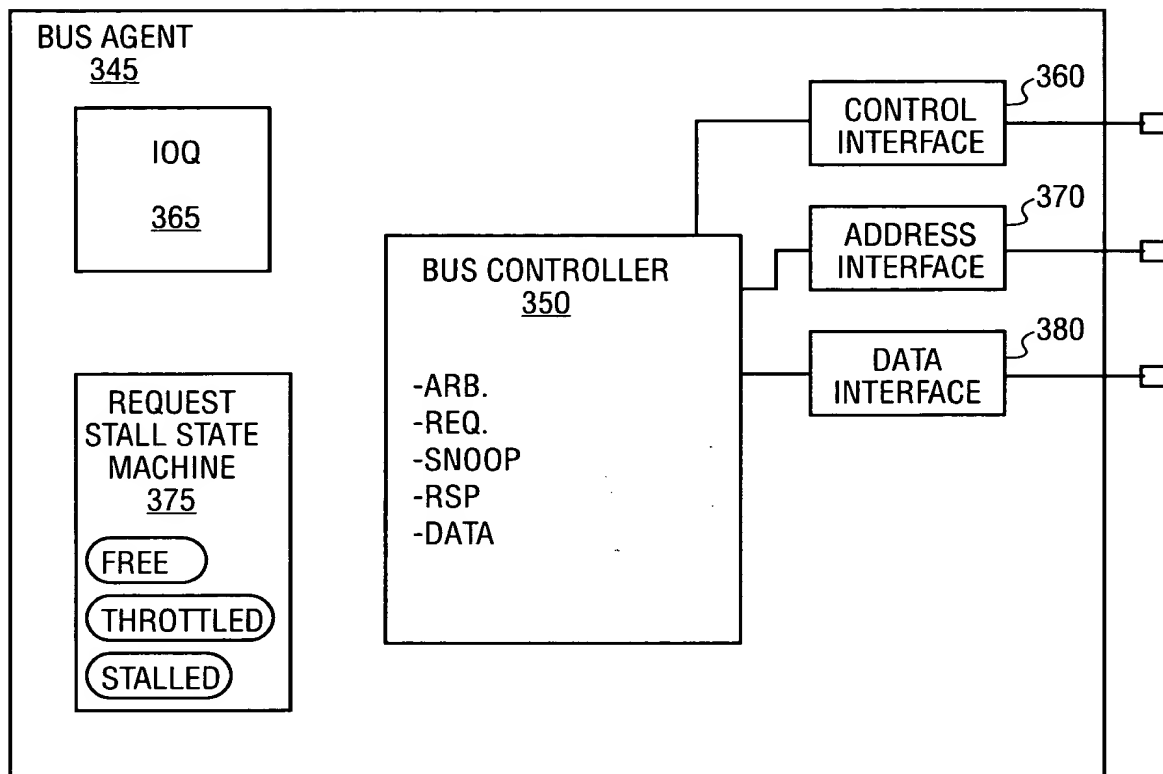 BUS AGENT
345
IOQ
365
REQUEST
STALL STATE
MACHINE
375
FREE
THROTTLED
STALLED
BUS CONTROLLER
350
-ARB.
-REQ.
-SNOOP
-RSP
-DATA
CONTROL
INTERFACE
360
ADDRESS
INTERFACE
370
DATA
INTERFACE
380